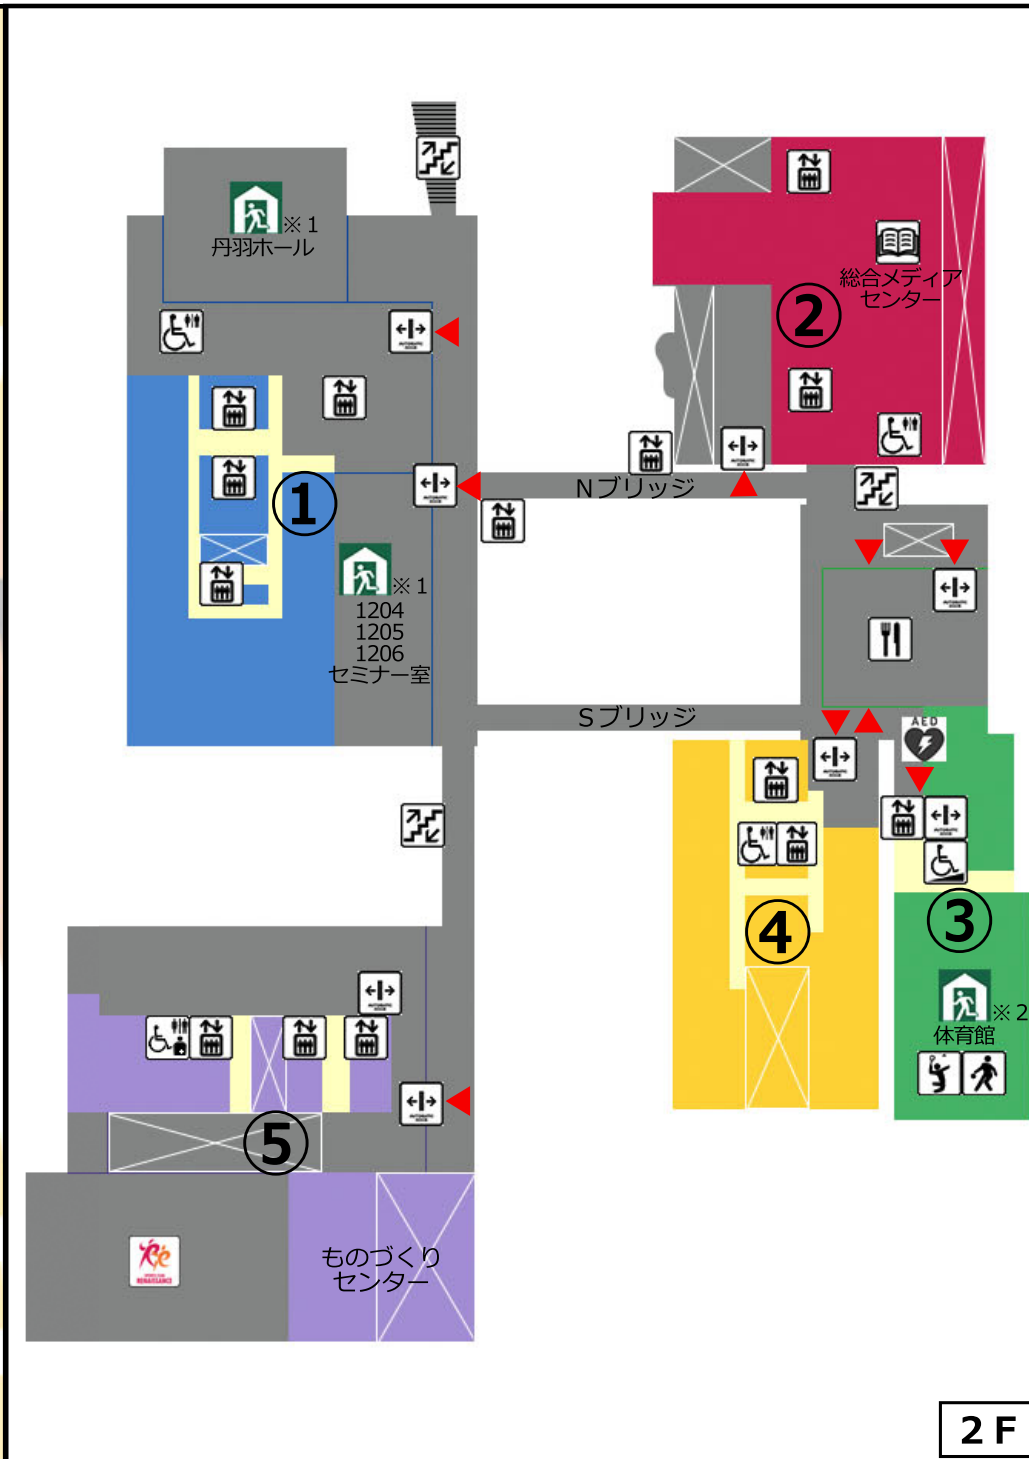 ※1
丹羽ホール
総合メディア
センター
②
Nブリッジ
①
※1
1204
1205
1206
セミナー室
Sブリッジ
AED
④
③
※2
体育館
⑤
ものづくり
センター
RENAISSANCE
2F